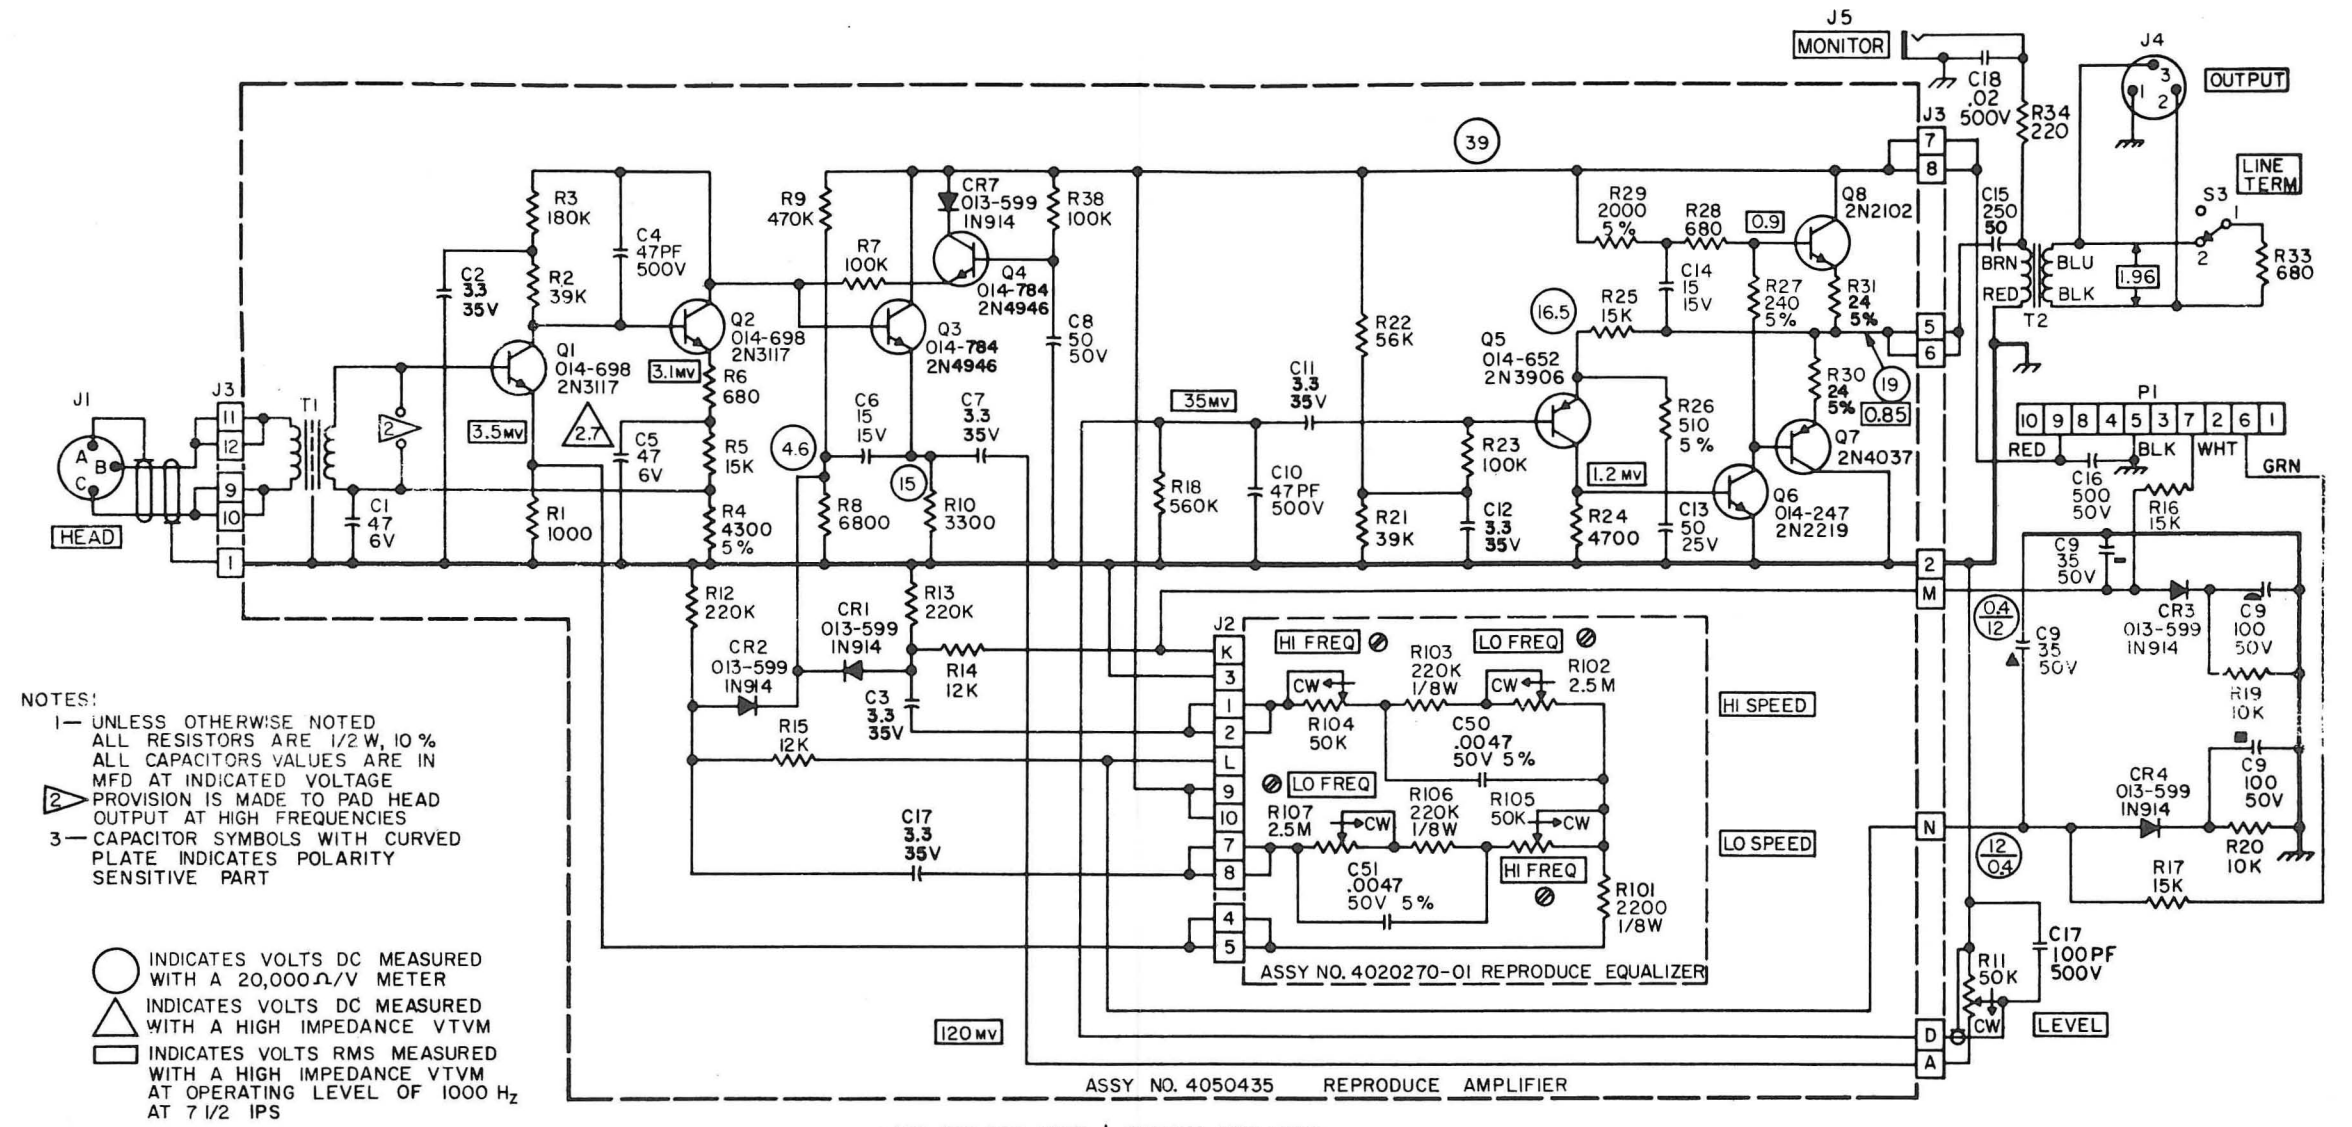 J5
MONITOR
C18
.02
500V
R34
220
J4
3
1
2
OUTPUT
LINE
TERM
S3
1
2
R33
680
J3
7
8
C15
250
50
BRN
RED
BLU
BLK
1.96
T2
39
R3
180K
R2
39K
C2
3.3
35V
C4
47PF
500V
Q1
014-698
2N3117
Q2
014-698
2N3117
R9
470K
R7
100K
CR7
013-599
1N914
R38
100K
Q4
014-784
2N4946
Q3
014-784
2N4946
C8
50
50V
3.1MV
R6
680
3.5MV
2.7
C5
47
6V
R5
15K
R4
4300
5%
R1
1000
C1
47
6V
4.6
C6
15
15V
C7
3.3
35V
15
R8
6800
R10
3300
J1
A
B
C
HEAD
J3
11
12
9
10
1
T1
2
R22
56K
R21
39K
35MV
C11
3.3
35V
R18
560K
C10
47PF
500V
R23
100K
C12
3.3
35V
Q5
014-652
2N3906
16.5
R25
15K
R29
2000
5%
R28
680
0.9
Q8
2N2102
C14
15
15V
R27
240
5%
R31
24
5%
R26
510
5%
R30
24
5%
19
0.85
Q7
2N4037
1.2MV
R24
4700
C13
50
25V
Q6
014-247
2N2219
5
6
P1
10 9 8 4 5 3 7 2 6 1
RED
BLK
WHT
GRN
C16
500
50V
R16
15K
2
M
C9
35
50V
0.4
12
C9
35
50V
CR3
013-599
1N914
C9
100
50V
R19
10K
C9
100
50V
CR4
013-599
1N914
R20
10K
R17
15K
N
12
0.4
C17
100PF
500V
R11
50K
CW
LEVEL
D
A
R12
220K
R13
220K
CR1
013-599
1N914
CR2
013-599
1N914
R14
12K
C3
3.3
35V
R15
12K
C17
3.3
35V
J2
K
3
1
2
L
9
10
7
8
4
5
HI FREQ
LO FREQ
CW
R104
50K
R103
220K
1/8W
CW
R102
2.5M
C50
.0047
50V 5%
HI SPEED
LO FREQ
R107
2.5M
CW
R106
220K
1/8W
R105
50K
CW
HI FREQ
LO SPEED
C51
.0047
50V 5%
R101
2200
1/8W
ASSY NO. 4020270-01 REPRODUCE EQUALIZER
120 MV
ASSY NO. 4050435 REPRODUCE AMPLIFIER
NOTES:
1— UNLESS OTHERWISE NOTED
ALL RESISTORS ARE 1/2 W, 10 %
ALL CAPACITORS VALUES ARE IN
MFD AT INDICATED VOLTAGE
2 PROVISION IS MADE TO PAD HEAD
OUTPUT AT HIGH FREQUENCIES
3— CAPACITOR SYMBOLS WITH CURVED
PLATE INDICATES POLARITY
SENSITIVE PART
INDICATES VOLTS DC MEASURED
WITH A 20,000Ω/V METER
INDICATES VOLTS DC MEASURED
WITH A HIGH IMPEDANCE VTVM
INDICATES VOLTS RMS MEASURED
WITH A HIGH IMPEDANCE VTVM
AT OPERATING LEVEL OF 1000 Hz
AT 7 1/2 IPS